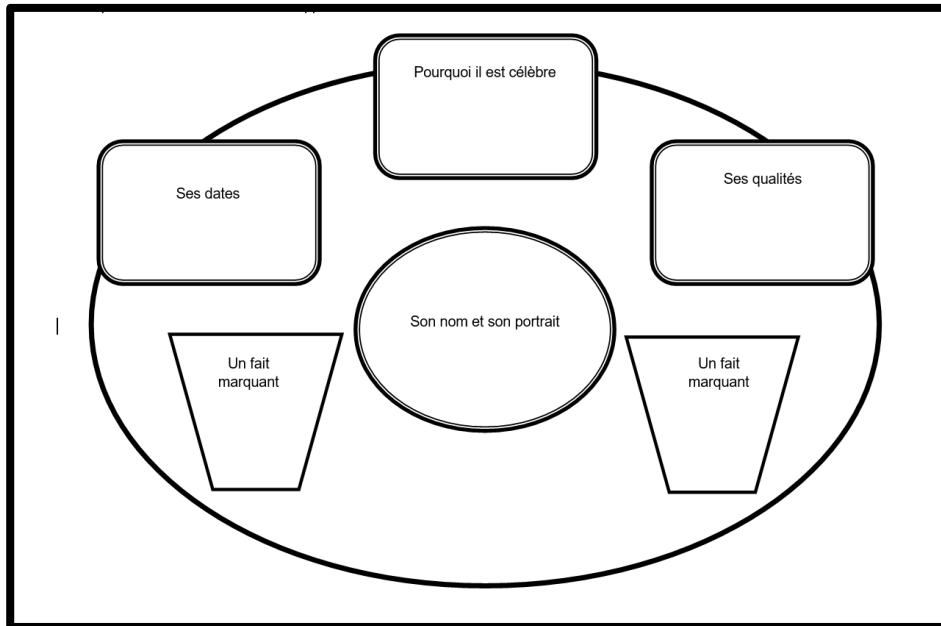 Pourquoi il est célèbre
Ses dates
Ses qualités
Son nom et son portrait
Un fait
marquant
Un fait
marquant